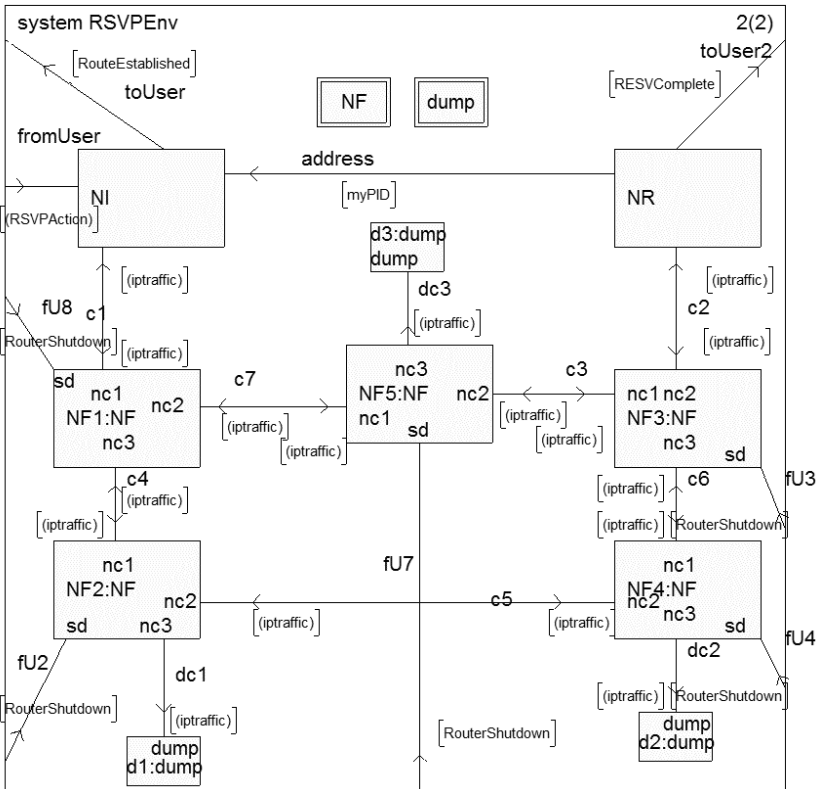 system RSVPEnv 2(2)
[RouteEstablished] toUser2
toUser [RESVComplete]
NF dump
fromUser
address
NI [myPID] NR
[(RSVPAction)]
d3:dump
dump
[(iptraffic)] [(iptraffic)]
fU8 c1 dc3 c2
[RouterShutdown] [(iptraffic)] [(iptraffic)] [(iptraffic)]
sd nc1 c7 nc3 c3 nc1 nc2
NF1:NF nc2 NF5:NF nc2 NF3:NF
nc3 [(iptraffic)] nc1 [(iptraffic)] nc3
sd [(iptraffic)] [(iptraffic)] sd
c4 c6 fU3
[(iptraffic)] [(iptraffic)]
[(iptraffic)] [(iptraffic)] [RouterShutdown]
nc1 fU7 nc1
NF2:NF NF4:NF
nc2 c5 nc2
sd nc3 [(iptraffic)] [(iptraffic)] nc3 sd
fU2 dc1 dc2 fU4
[RouterShutdown] [(iptraffic)] [(iptraffic)] [RouterShutdown]
[RouterShutdown]
dump dump
d1:dump d2:dump